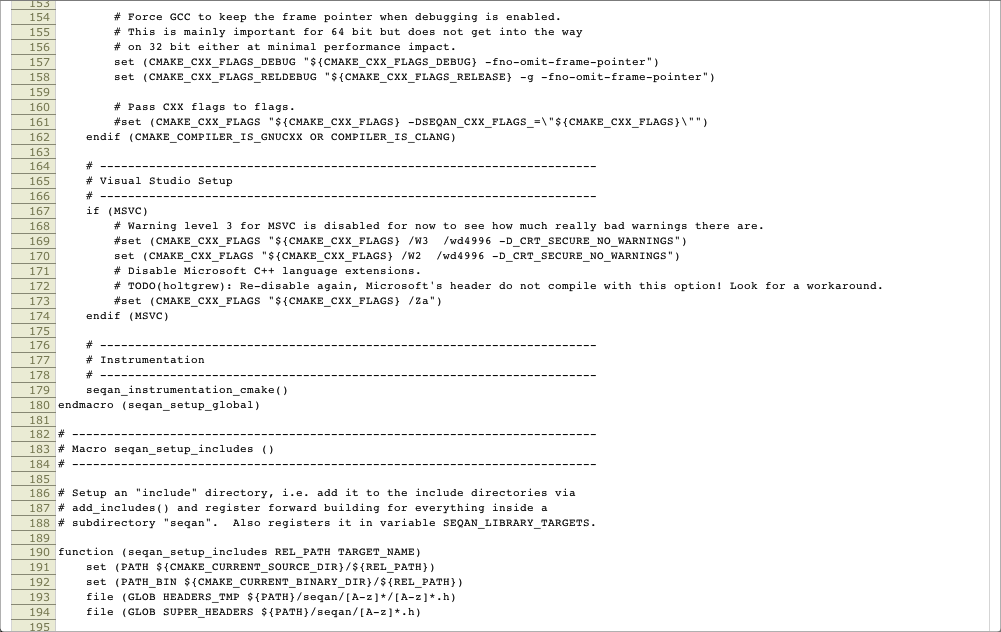 153
154         # Force GCC to keep the frame pointer when debugging is enabled.
155         # This is mainly important for 64 bit but does not get into the way
156         # on 32 bit either at minimal performance impact.
157         set (CMAKE_CXX_FLAGS_DEBUG "${CMAKE_CXX_FLAGS_DEBUG} -fno-omit-frame-pointer")
158         set (CMAKE_CXX_FLAGS_RELDEBUG "${CMAKE_CXX_FLAGS_RELEASE} -g -fno-omit-frame-pointer")
159
160         # Pass CXX flags to flags.
161         #set (CMAKE_CXX_FLAGS "${CMAKE_CXX_FLAGS} -DSEQAN_CXX_FLAGS_=\"${CMAKE_CXX_FLAGS}\"")
162     endif (CMAKE_COMPILER_IS_GNUCXX OR COMPILER_IS_CLANG)
163
164     # -----------------------------------------------------------------------
165     # Visual Studio Setup
166     # -----------------------------------------------------------------------
167     if (MSVC)
168         # Warning level 3 for MSVC is disabled for now to see how much really bad warnings there are.
169         #set (CMAKE_CXX_FLAGS "${CMAKE_CXX_FLAGS} /W3  /wd4996 -D_CRT_SECURE_NO_WARNINGS")
170         set (CMAKE_CXX_FLAGS "${CMAKE_CXX_FLAGS} /W2  /wd4996 -D_CRT_SECURE_NO_WARNINGS")
171         # Disable Microsoft C++ language extensions.
172         # TODO(holtgrew): Re-disable again, Microsoft's header do not compile with this option! Look for a workaround.
173         #set (CMAKE_CXX_FLAGS "${CMAKE_CXX_FLAGS} /Za")
174     endif (MSVC)
175
176     # -----------------------------------------------------------------------
177     # Instrumentation
178     # -----------------------------------------------------------------------
179     seqan_instrumentation_cmake()
180 endmacro (seqan_setup_global)
181
182 # ---------------------------------------------------------------------------
183 # Macro seqan_setup_includes ()
184 # ---------------------------------------------------------------------------
185
186 # Setup an "include" directory, i.e. add it to the include directories via
187 # add_includes() and register forward building for everything inside a
188 # subdirectory "seqan".  Also registers it in variable SEQAN_LIBRARY_TARGETS.
189
190 function (seqan_setup_includes REL_PATH TARGET_NAME)
191     set (PATH ${CMAKE_CURRENT_SOURCE_DIR}/${REL_PATH})
192     set (PATH_BIN ${CMAKE_CURRENT_BINARY_DIR}/${REL_PATH})
193     file (GLOB HEADERS_TMP ${PATH}/seqan/[A-z]*/[A-z]*.h)
194     file (GLOB SUPER_HEADERS ${PATH}/seqan/[A-z]*.h)
195